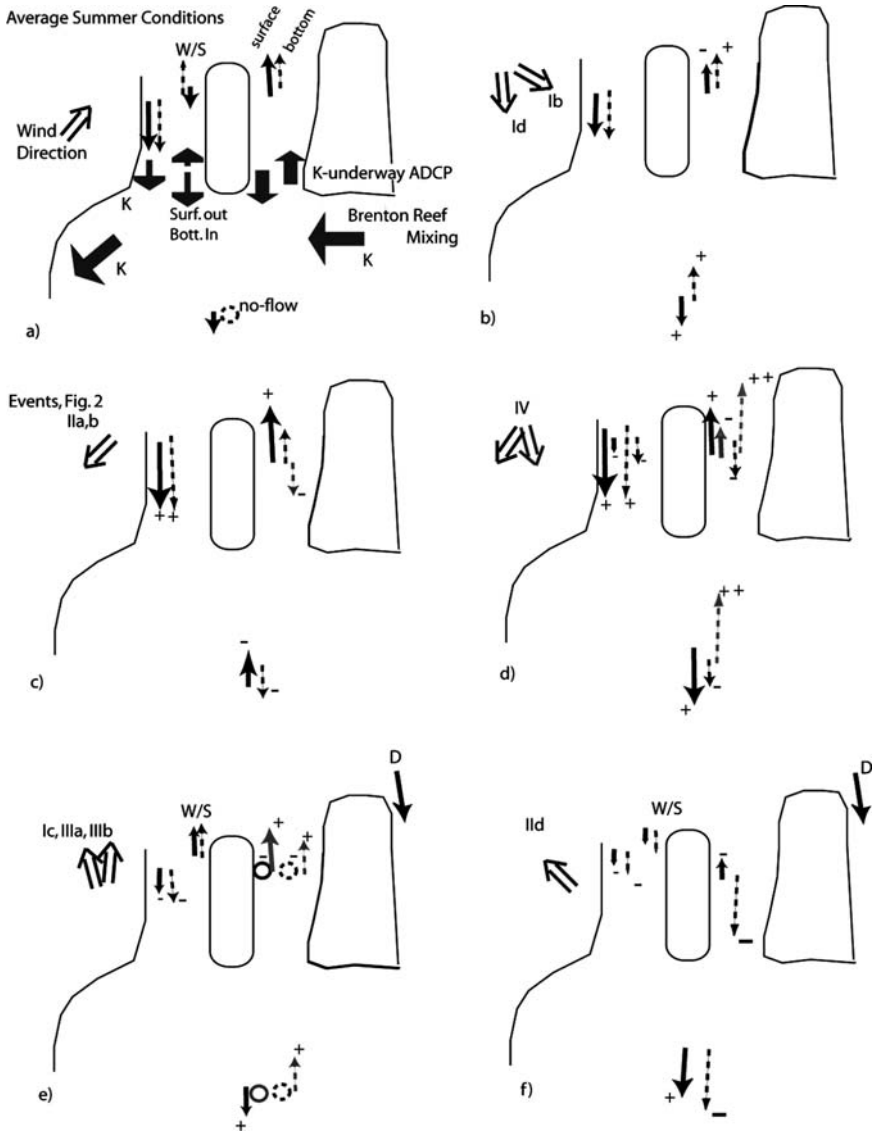 Average Summer Conditions
W/S
surface
bottom
Wind
Direction
K
K-underway ADCP
Surf. out
Bott. In
Brenton Reef
Mixing
K
K
no-flow
a)
Ib
Id
-
+
+
+
b)
Events, Fig. 2
IIa,b
+
-
+ +
-
-
c)
IV
+
-
+ +
-
-
-
+
+
+ +
-
+
d)
D
W/S
Ic, IIIa, IIIb
+
+
-
-
-
-
+
+
e)
D
W/S
IId
-
-
-
-
+
-
f)